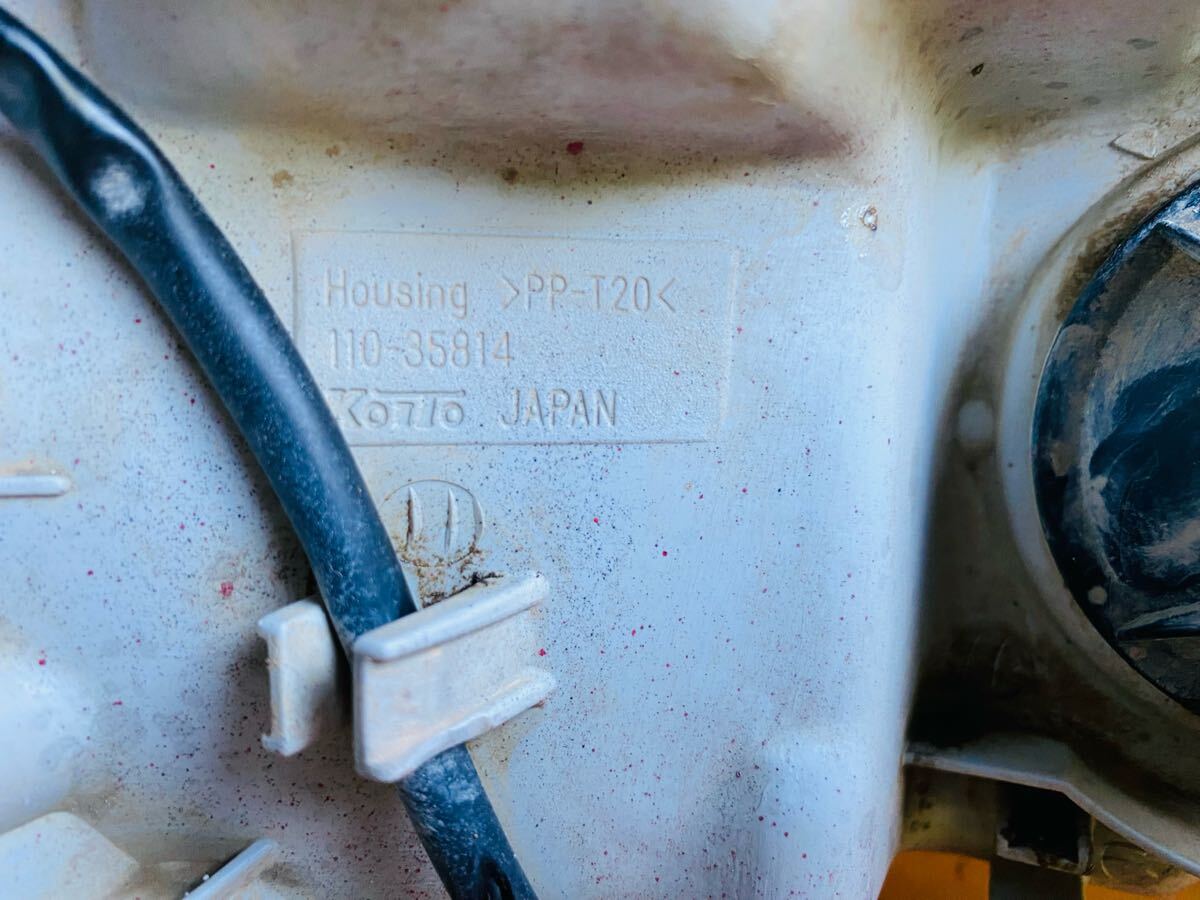 Housing >PP-T20<
110-35814
KOITO JAPAN